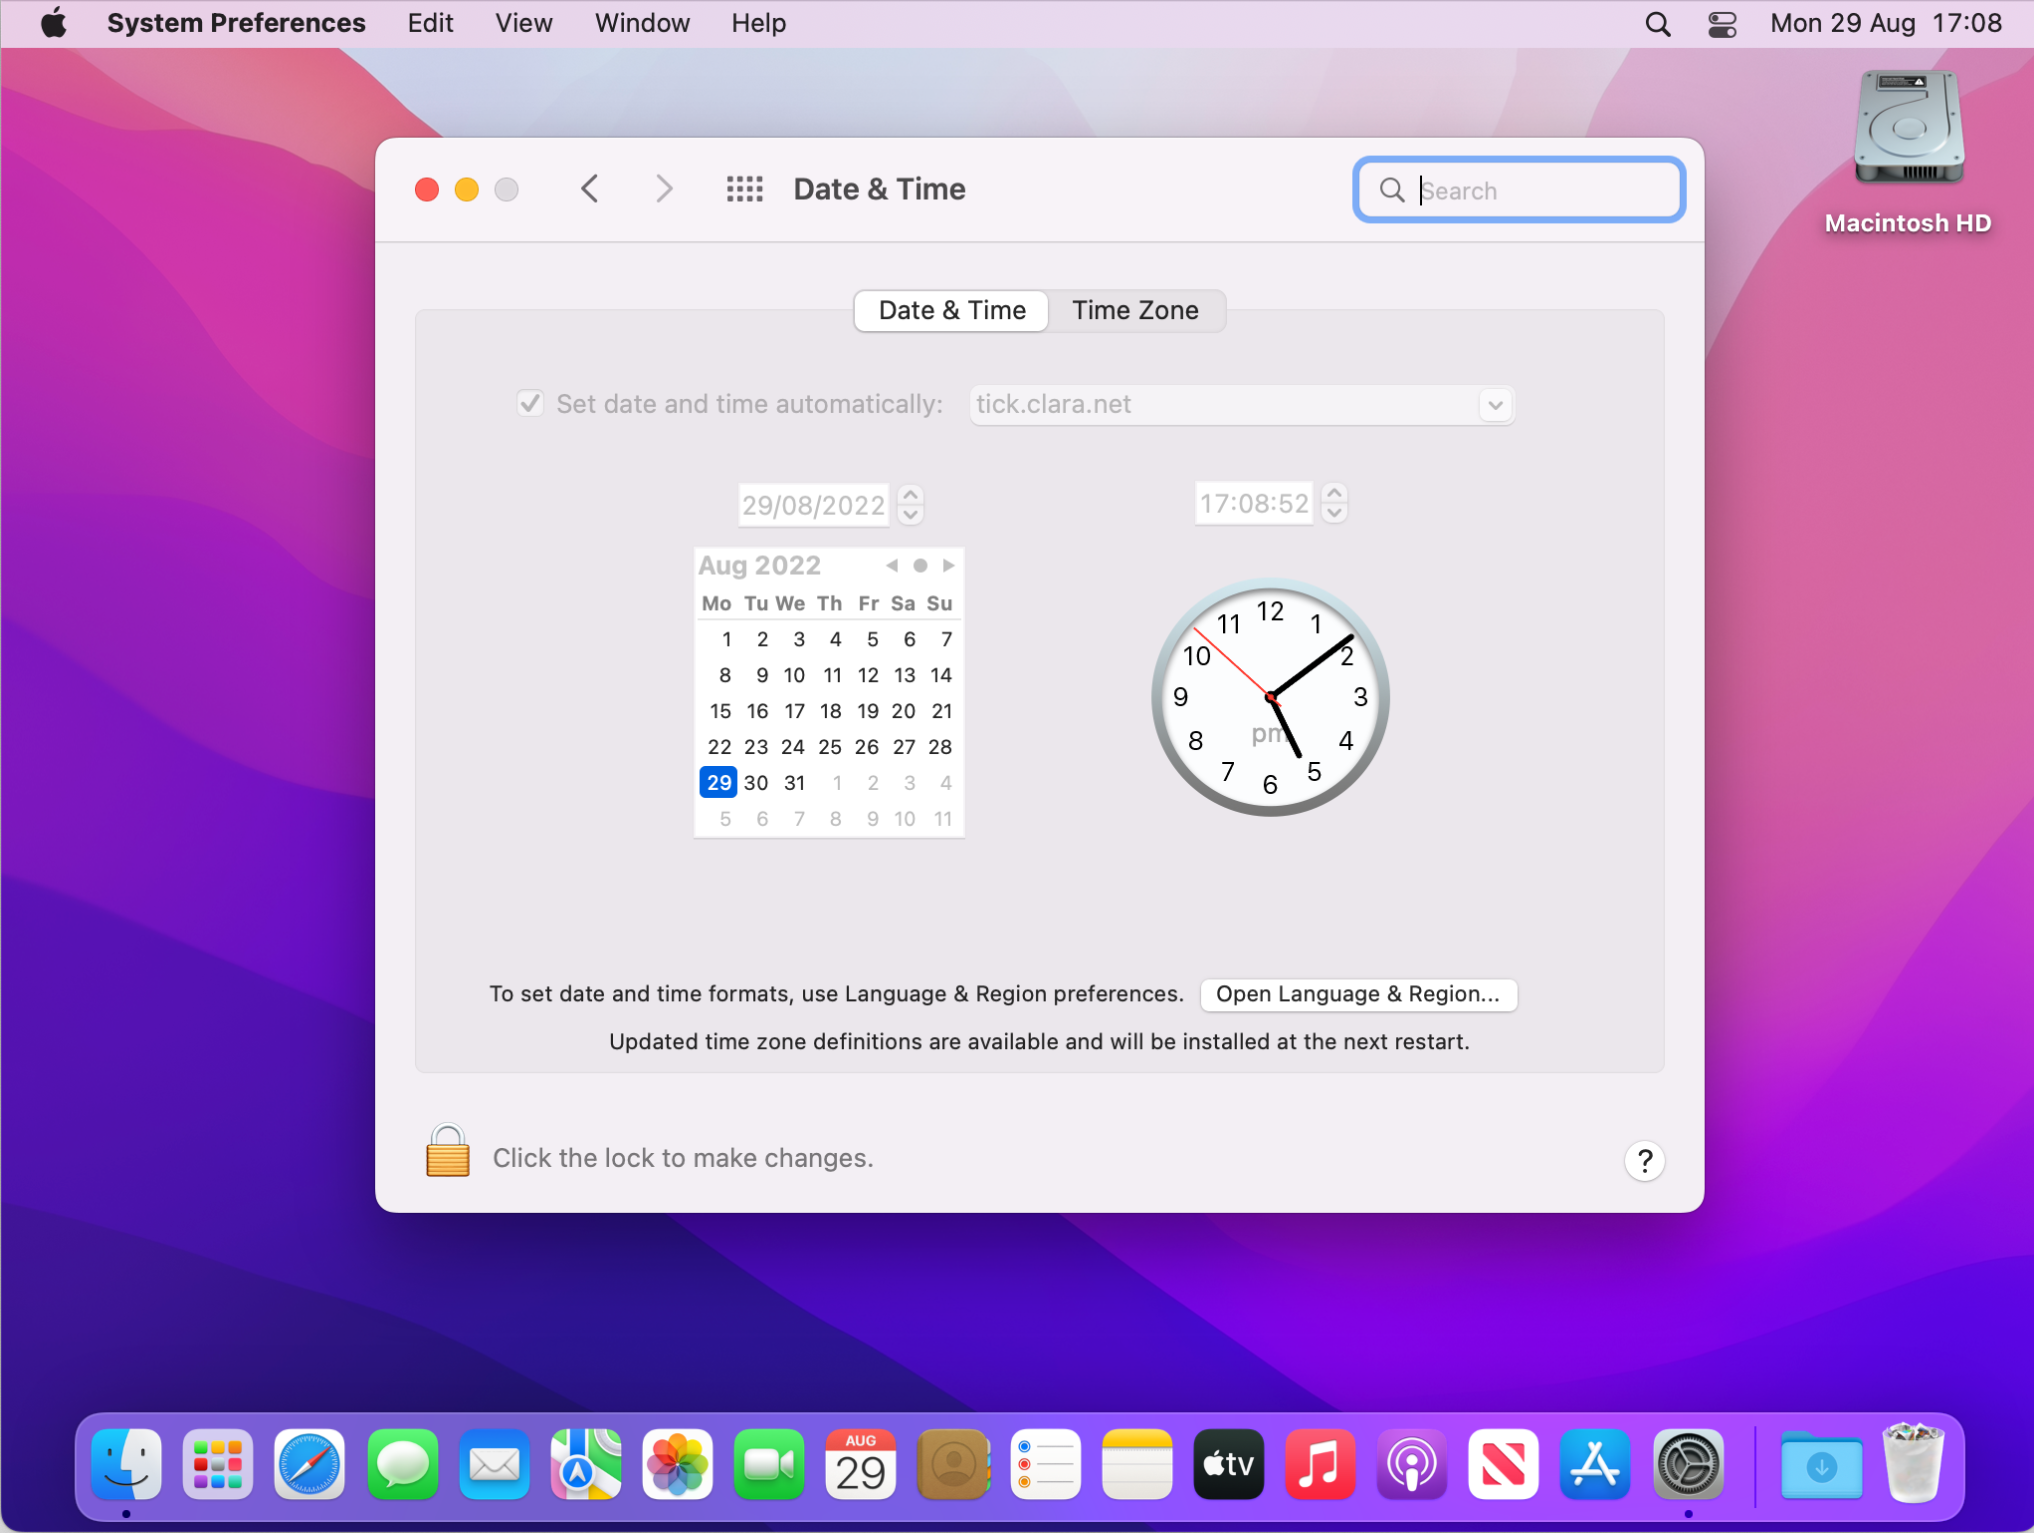 System Preferences Edit View Window Help Mon 29 Aug 17:08
Macintosh HD
Date & Time Search
Date & Time Time Zone
Set date and time automatically: tick.clara.net
29/08/2022 17:08:52
Aug 2022
Mo Tu We Th Fr Sa Su
1 2 3 4 5 6 7
8 9 10 11 12 13 14
15 16 17 18 19 20 21
22 23 24 25 26 27 28
29 30 31 1 2 3 4
5 6 7 8 9 10 11
12 1 2 3 4 5 6 7 8 9 10 11
pm
To set date and time formats, use Language & Region preferences. Open Language & Region...
Updated time zone definitions are available and will be installed at the next restart.
Click the lock to make changes. ?
AUG
29
tv